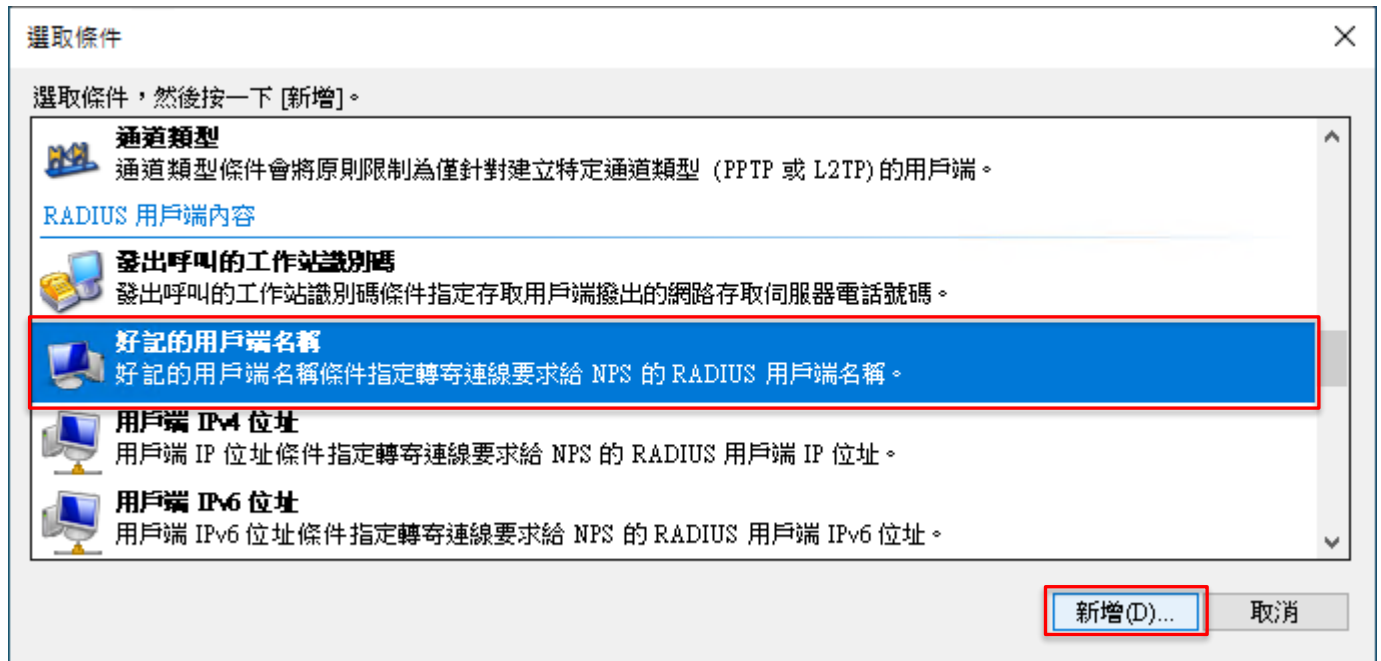 選取條件
選取條件，然後按一下 [新增]。
通道類型
通道類型條件會將原則限制為僅針對建立特定通道類型 (PPTP 或 L2TP) 的用戶端。
RADIUS 用戶端內容
發出呼叫的工作站識別碼
發出呼叫的工作站識別碼條件指定存取用戶端撥出的網路存取伺服器電話號碼。
好記的用戶端名稱
好記的用戶端名稱條件指定轉寄連線要求給 NPS 的 RADIUS 用戶端名稱。
用戶端 IPv4 位址
用戶端 IP 位址條件指定轉寄連線要求給 NPS 的 RADIUS 用戶端 IP 位址。
用戶端 IPv6 位址
用戶端 IPv6 位址條件指定轉寄連線要求給 NPS 的 RADIUS 用戶端 IPv6 位址。
新增(D)... 取消